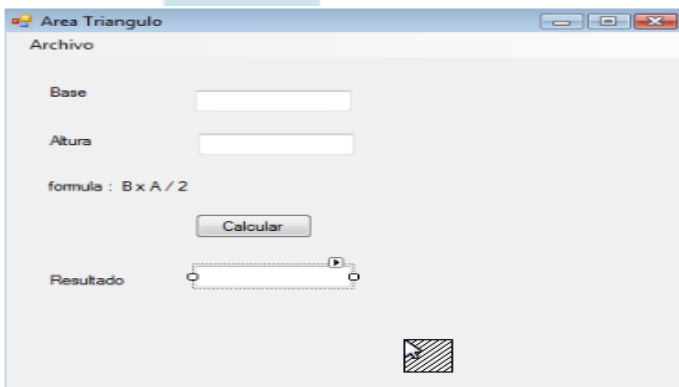 Area Triangulo
Archivo
Base
Altura
formula : B x A / 2
Calcular
Resultado